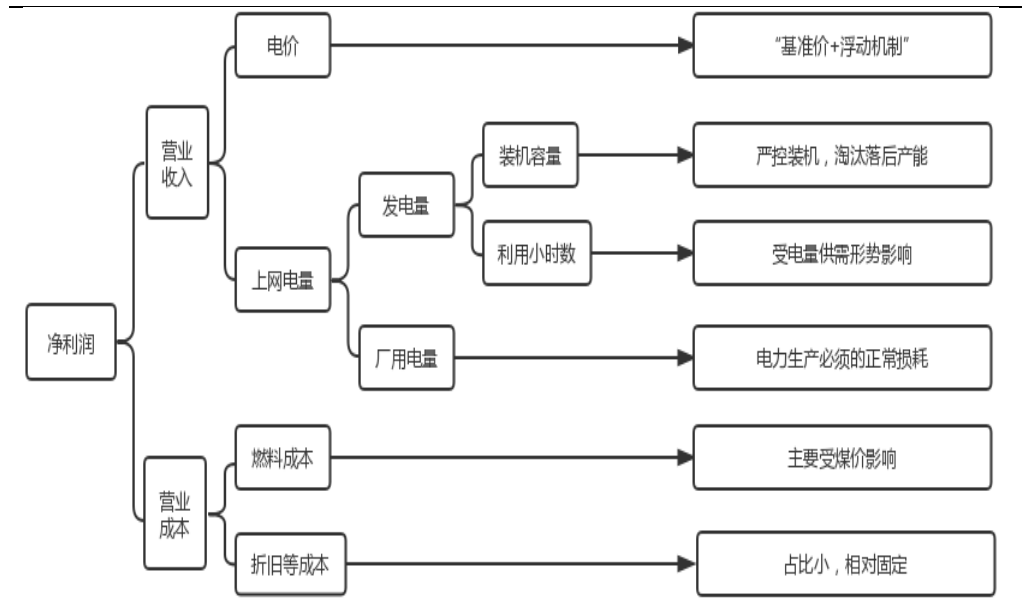 电价
“基准价+浮动机制”
营业
收入
装机容量
严控装机，淘汰落后产能
发电量
利用小时数
受电量供需形势影响
上网电量
净利润
厂用电量
电力生产必须的正常损耗
燃料成本
主要受煤价影响
营业
成本
折旧等成本
占比小，相对固定